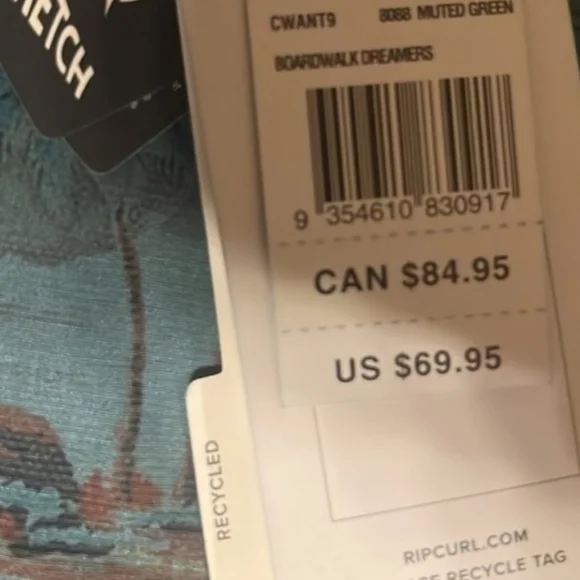 ETCH
CWANT9 8088 MUTED GREEN
BOARDWALK DREAMERS
9 354610 830917
CAN $84.95
US $69.95
RECYCLED
RIPCURL.COM
RECYCLE TAG